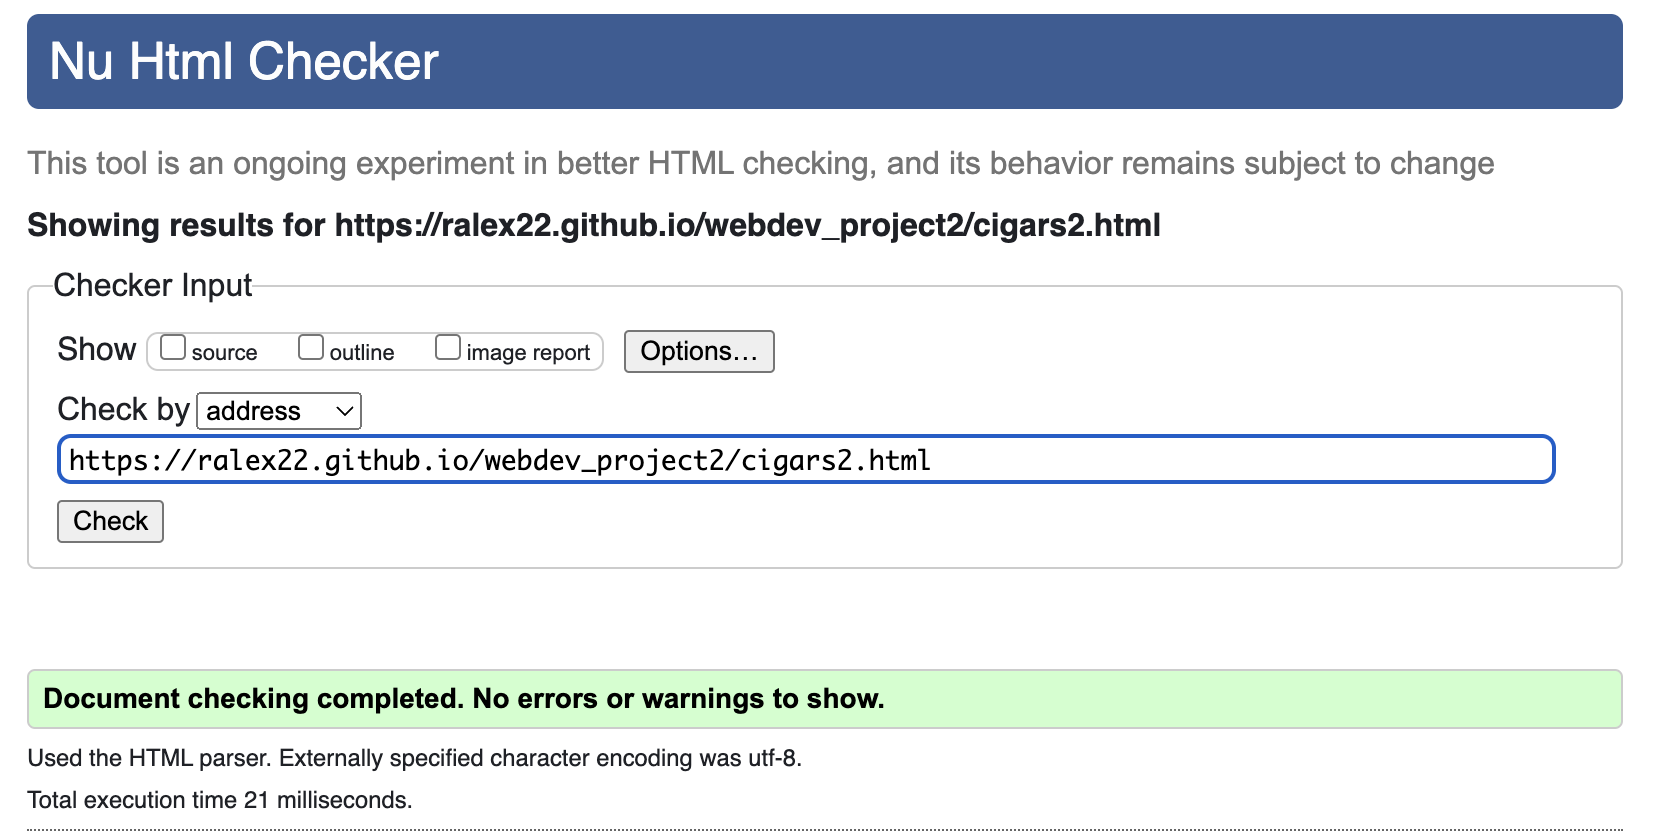 Nu Html Checker
This tool is an ongoing experiment in better HTML checking, and its behavior remains subject to change
Showing results for https://ralex22.github.io/webdev_project2/cigars2.html
Checker Input
Show source outline image report Options...
Check by address
https://ralex22.github.io/webdev_project2/cigars2.html
Check
Document checking completed. No errors or warnings to show.
Used the HTML parser. Externally specified character encoding was utf-8.
Total execution time 21 milliseconds.